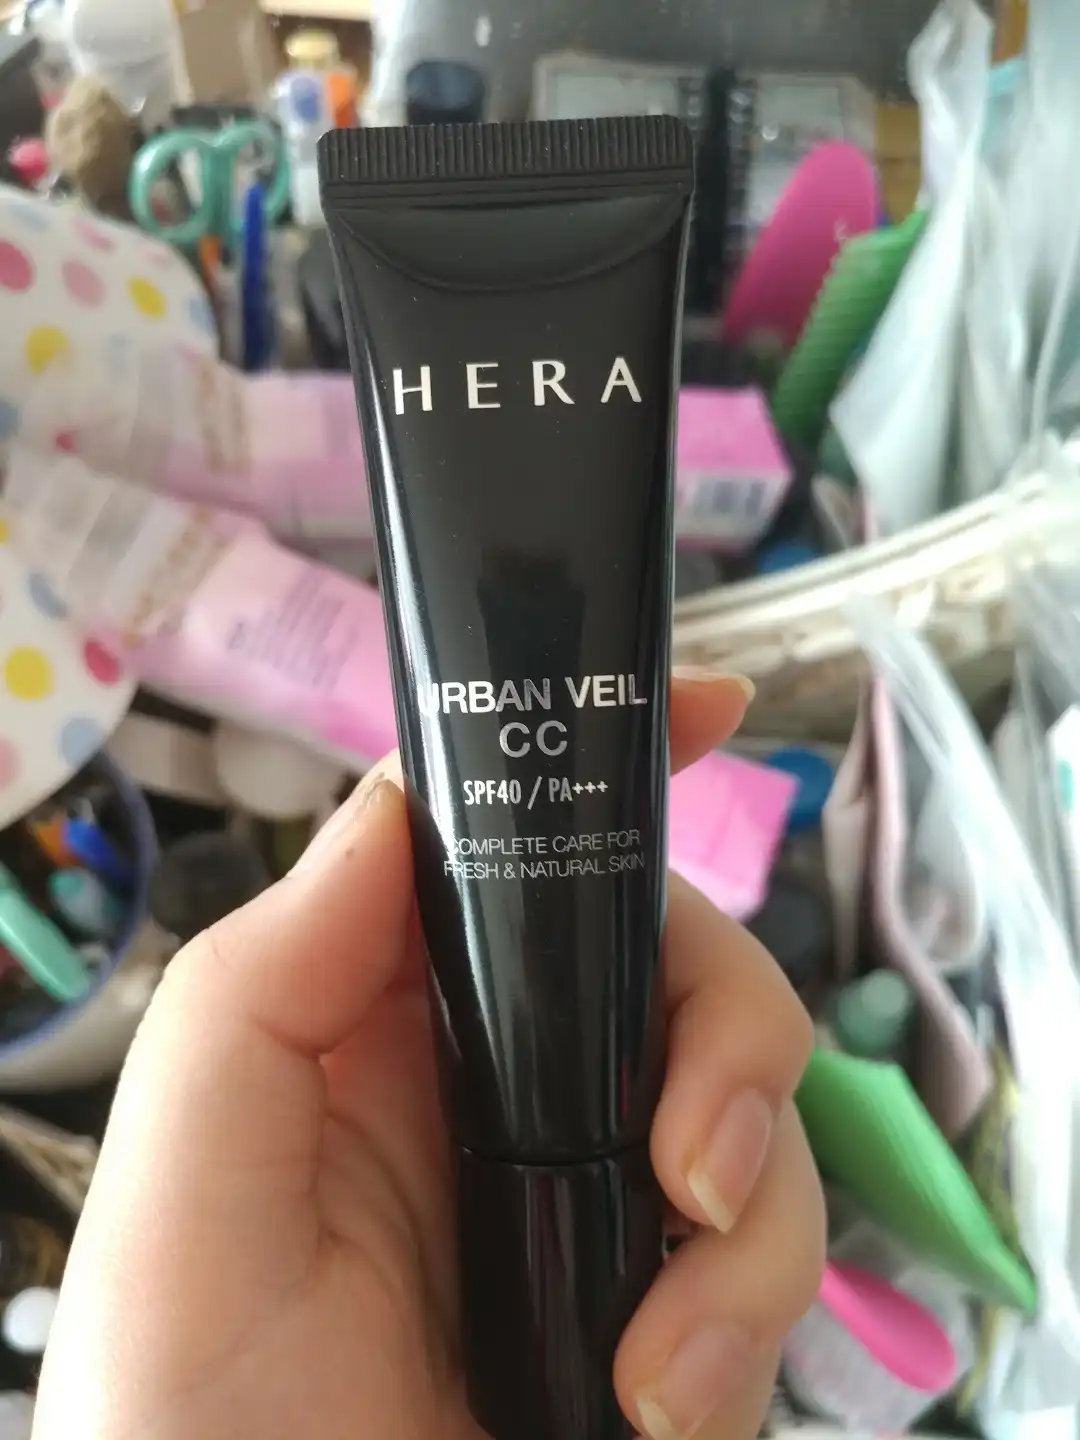 HERA
URBAN VEIL
CC
SPF40 / PA+++
COMPLETE CARE FOR
FRESH & NATURAL SKIN